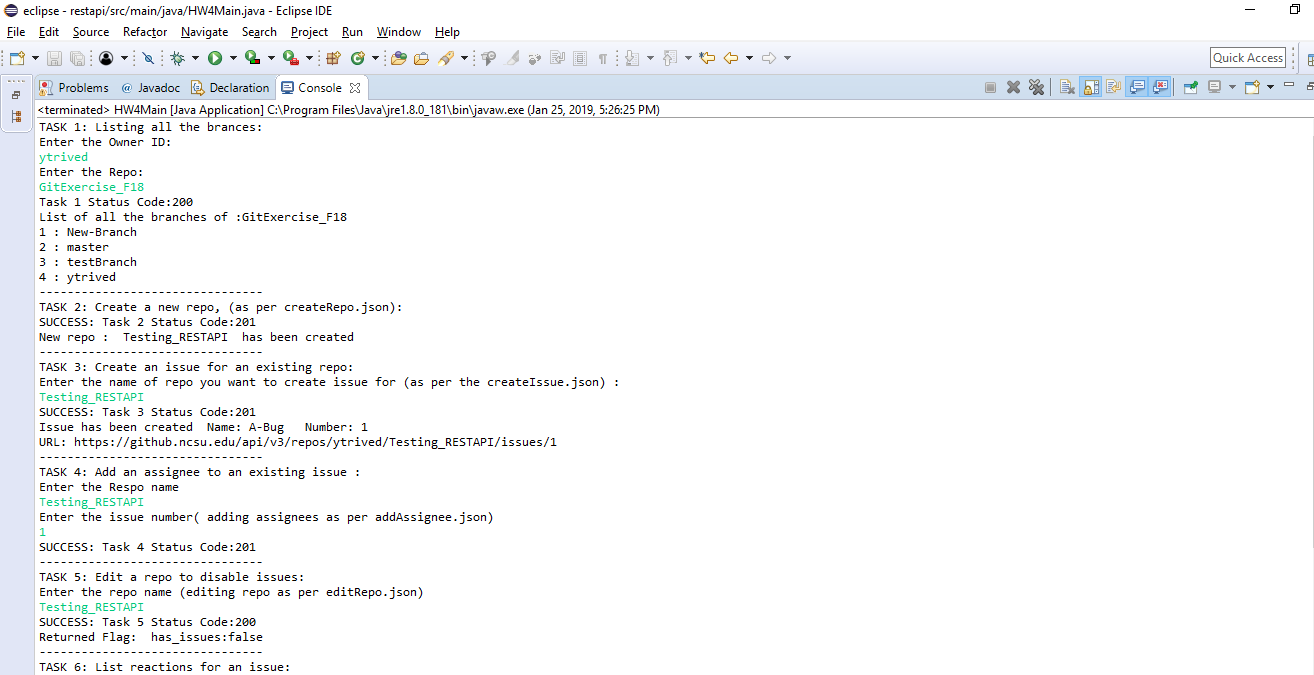 eclipse - restapi/src/main/java/HW4Main.java - Eclipse IDE
File Edit Source Refactor Navigate Search Project Run Window Help
Quick Access
Problems @ Javadoc Declaration Console
<terminated> HW4Main [Java Application] C:\Program Files\Java\jre1.8.0_181\bin\javaw.exe (Jan 25, 2019, 5:26:25 PM)
TASK 1: Listing all the brances:
Enter the Owner ID:
ytrived
Enter the Repo:
GitExercise_F18
Task 1 Status Code:200
List of all the branches of :GitExercise_F18
1 : New-Branch
2 : master
3 : testBranch
4 : ytrived
--------------------------------
TASK 2: Create a new repo, (as per createRepo.json):
SUCCESS: Task 2 Status Code:201
New repo :  Testing_RESTAPI  has been created
--------------------------------
TASK 3: Create an issue for an existing repo:
Enter the name of repo you want to create issue for (as per the createIssue.json) :
Testing_RESTAPI
SUCCESS: Task 3 Status Code:201
Issue has been created  Name: A-Bug   Number: 1
URL: https://github.ncsu.edu/api/v3/repos/ytrived/Testing_RESTAPI/issues/1
--------------------------------
TASK 4: Add an assignee to an existing issue :
Enter the Respo name
Testing_RESTAPI
Enter the issue number( adding assignees as per addAssignee.json)
1
SUCCESS: Task 4 Status Code:201
--------------------------------
TASK 5: Edit a repo to disable issues:
Enter the repo name (editing repo as per editRepo.json)
Testing_RESTAPI
SUCCESS: Task 5 Status Code:200
Returned Flag:  has_issues:false
--------------------------------
TASK 6: List reactions for an issue: